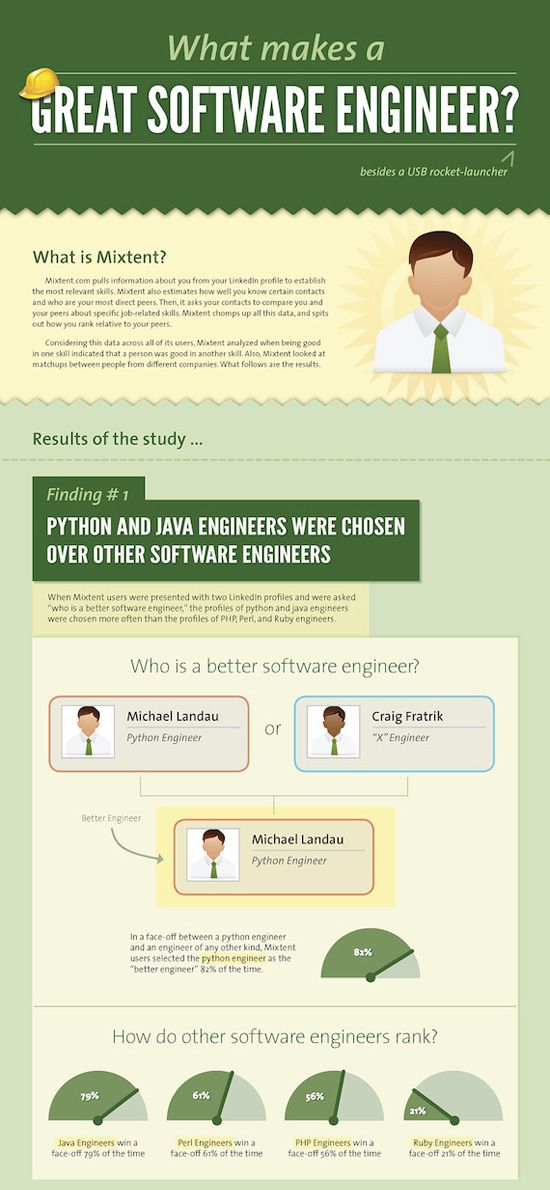 What makes a
GREAT SOFTWARE ENGINEER?
besides a USB rocket-launcher
What is Mixtent?
Mixtent.com pulls information about you from your LinkedIn profile to establish
the most relevant skills. Mixtent also estimates how well you know certain contacts
and who are your most direct peers. Then, it asks your contacts to compare you and
your peers about specific job-related skills. Mixtent chomps up all this data, and spits
out how you rank relative to your peers.
Considering this data across all of its users, Mixtent analyzed when being good
in one skill indicated that a person was good in another skill. Also, Mixtent looked at
matchups between people from different companies. What follows are the results.
Results of the study ...
Finding # 1
PYTHON AND JAVA ENGINEERS WERE CHOSEN
OVER OTHER SOFTWARE ENGINEERS
When Mixtent users were presented with two LinkedIn profiles and were asked
"who is a better software engineer," the profiles of python and java engineers
were chosen more often than the profiles of PHP, Perl, and Ruby engineers.
Who is a better software engineer?
Michael Landau
Python Engineer
or
Craig Fratrik
"X" Engineer
Better Engineer
Michael Landau
Python Engineer
In a face-off between a python engineer
and an engineer of any other kind, Mixtent
users selected the python engineer as the
"better engineer" 82% of the time.
82%
How do other software engineers rank?
79%
61%
56%
21%
Java Engineers win a
face-off 79% of the time
Perl Engineers win a
face-off 61% of the time
PHP Engineers win a
face-off 56% of the time
Ruby Engineers win a
face-off 21% of the time